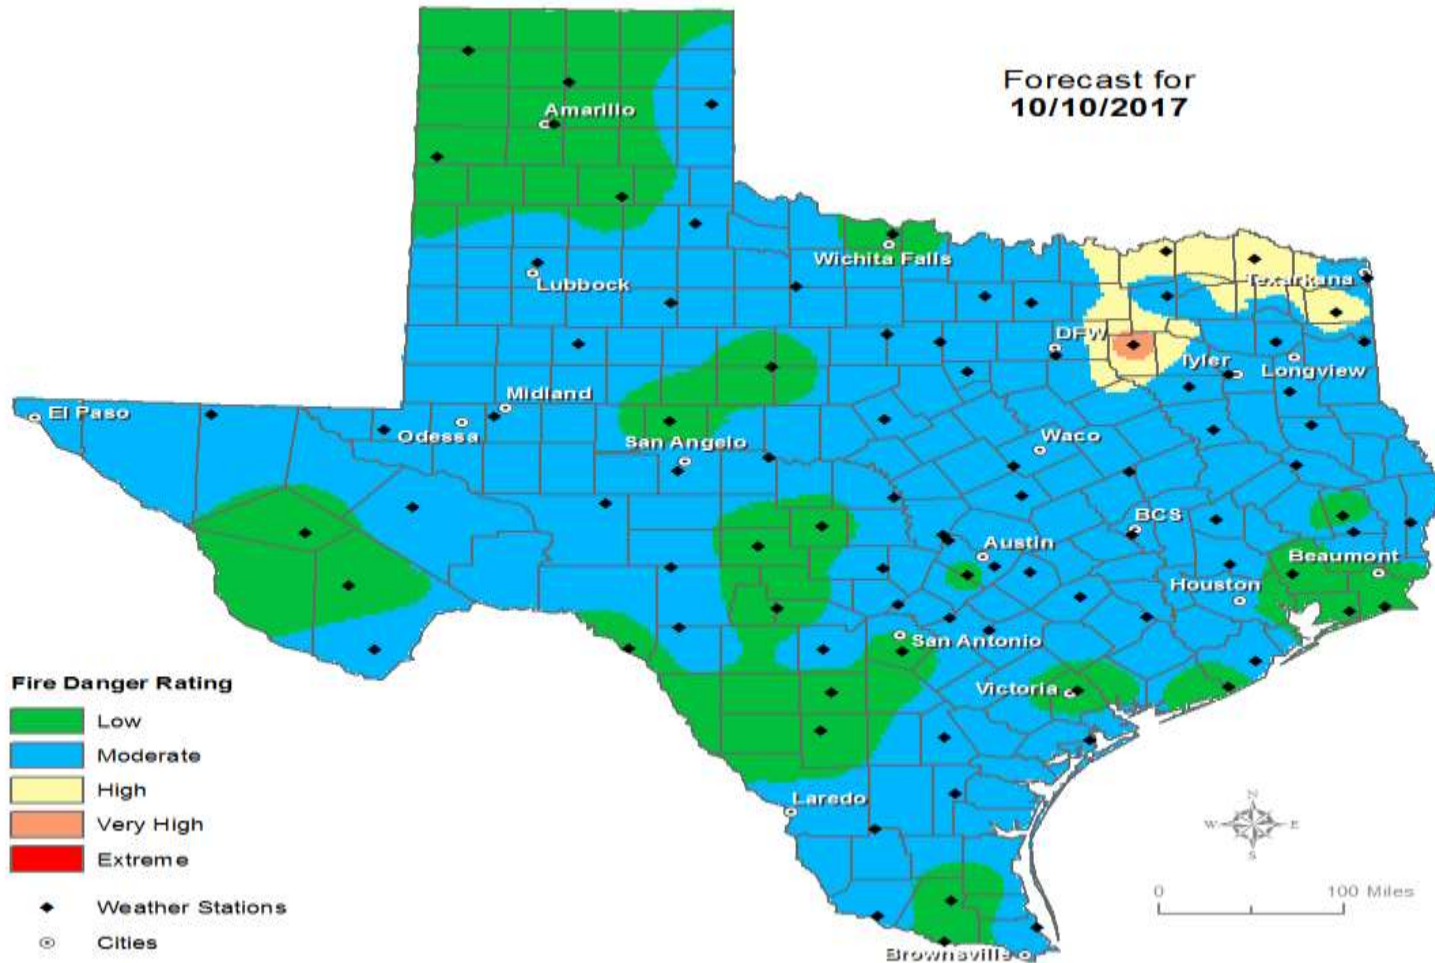 Forecast for
10/10/2017
Amarillo
Wichita Falls
Lubbock
Texarkana
DFW
Tyler
Longview
Midland
El Paso
Odessa
San Angelo
Waco
BCS
Austin
Beaumont
Houston
San Antonio
Victoria
Laredo
Brownsville
Fire Danger Rating
Low
Moderate
High
Very High
Extreme
Weather Stations
Cities
N
W
E
S
0
100 Miles